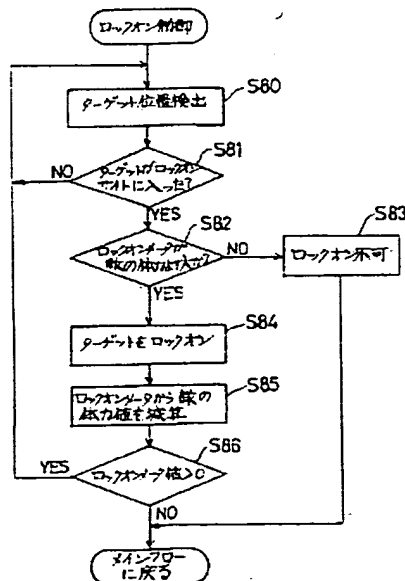 ロックオン制御
ターゲット位置検出
S80
ターゲットがロックオン
サイトに入った?
S81
NO
YES
ロックオンメータが
敵の体力より大?
S82
NO
YES
ロックオン不可
S83
ターゲットをロックオン
S84
ロックオンメータから敵の
体力値を減算
S85
ロックオンメータ値>0
S86
YES
NO
メインフロー
に戻る